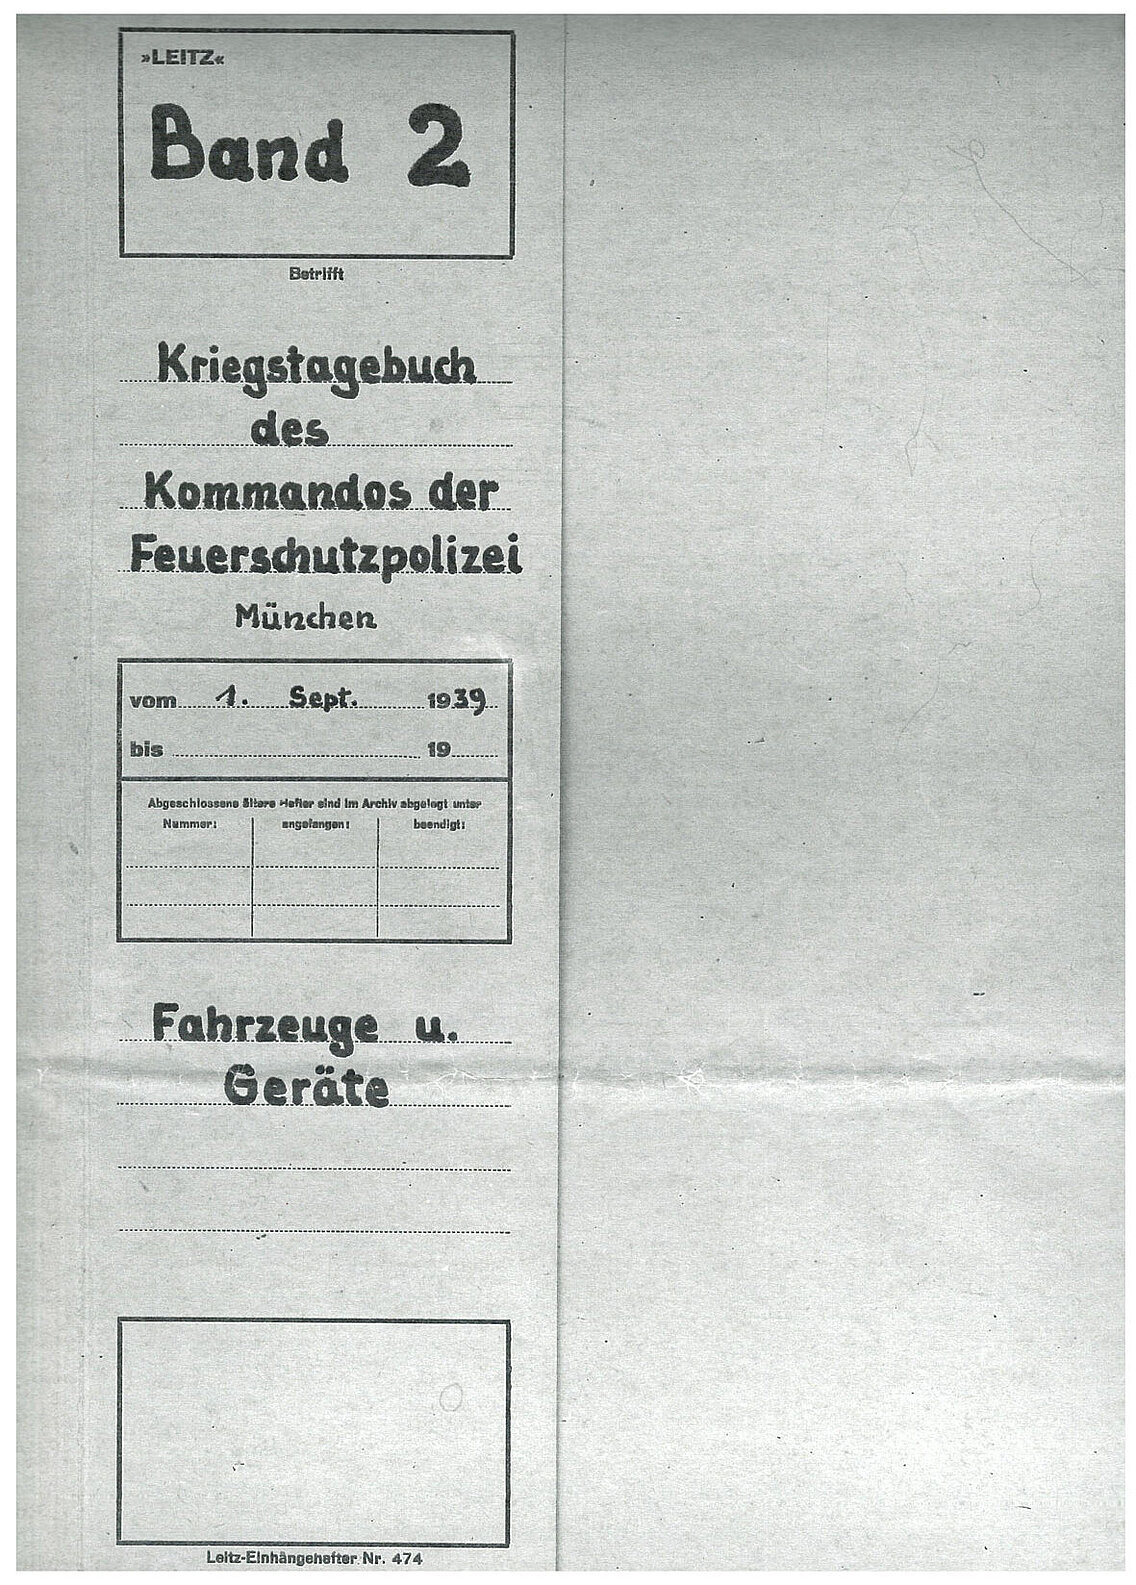 »LEITZ«
Band 2
Betrifft
Kriegstagebuch
des
Kommandos der
Feuerschutzpolizei
München
vom 1. Sept. 1939
bis 19
Abgeschlossene ältere Hefter sind im Archiv abgelegt unter
Nummer: angefangen: beendigt:
Fahrzeuge u.
Geräte
Leitz-Einhängehefter Nr. 474